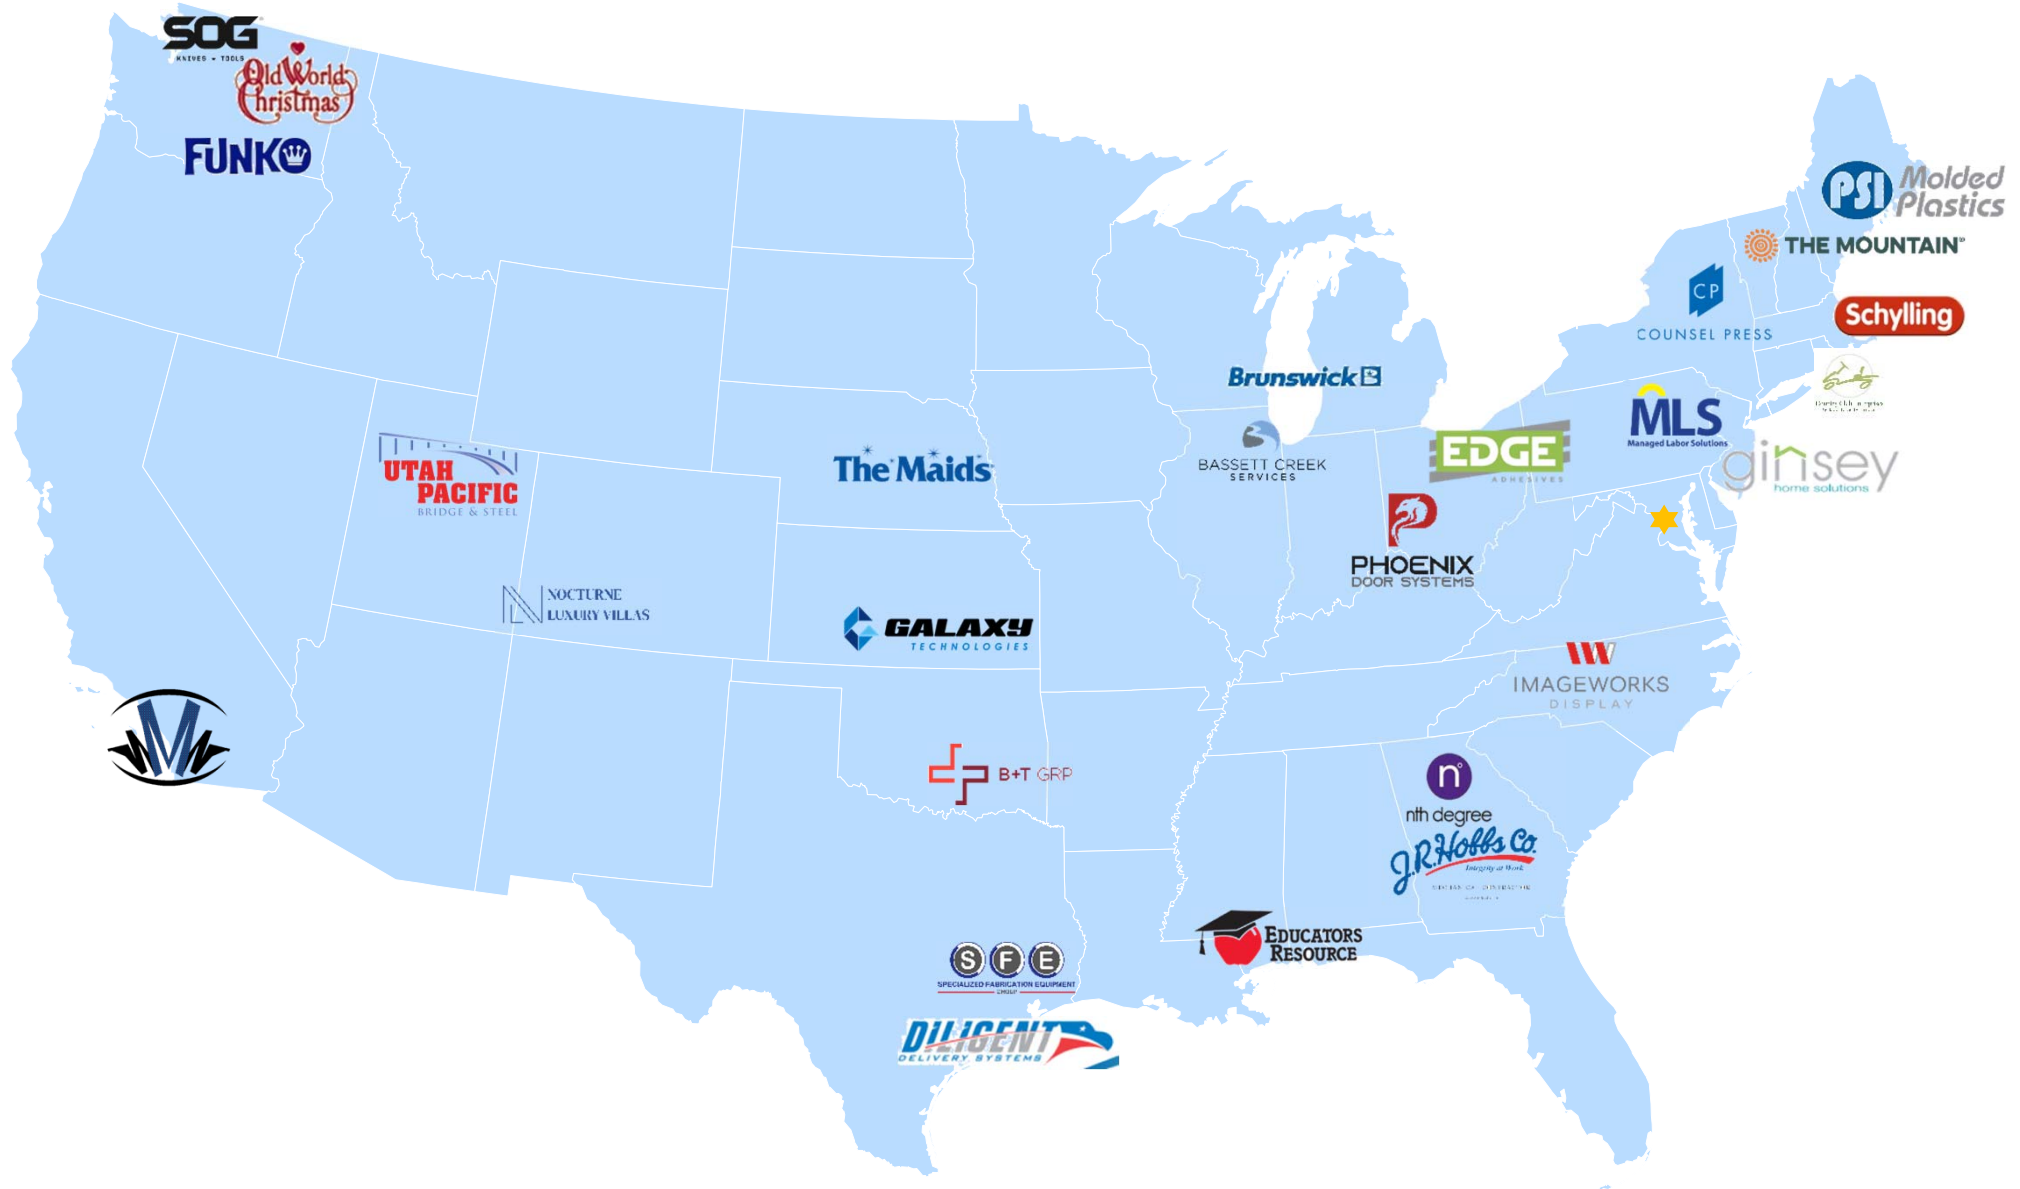 SOG
KNIVES • TOOLS
Old World
Christmas
FUNKO
PSI Molded
Plastics
THE MOUNTAIN
CP
COUNSEL PRESS
Schylling
Brunswick
MLS
Managed Labor Solutions
EDGE
ADHESIVES
BASSETT CREEK
SERVICES
ginsey
home solutions
UTAH
PACIFIC
BRIDGE & STEEL
The Maids
PHOENIX
DOOR SYSTEMS
NOCTURNE
LUXURY VILLAS
GALAXY
TECHNOLOGIES
IMAGEWORKS
DISPLAY
B+T GRP
n°
nth degree
J.R. Hobbs Co.
Integrity at Work
EDUCATORS
RESOURCE
S F E
SPECIALIZED FABRICATION EQUIPMENT
GROUP
DILIGENT
DELIVERY SYSTEMS